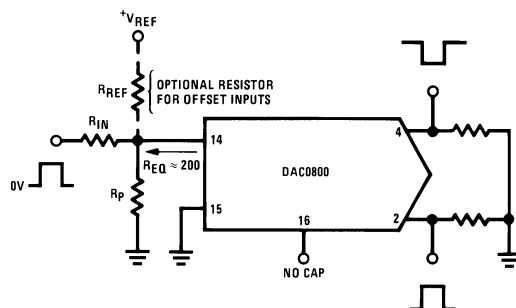 +VREF
RREF
OPTIONAL RESISTOR
FOR OFFSET INPUTS
RIN
0V
REQ ≈ 200
RP
14
15
16
4
2
DAC0800
NO CAP